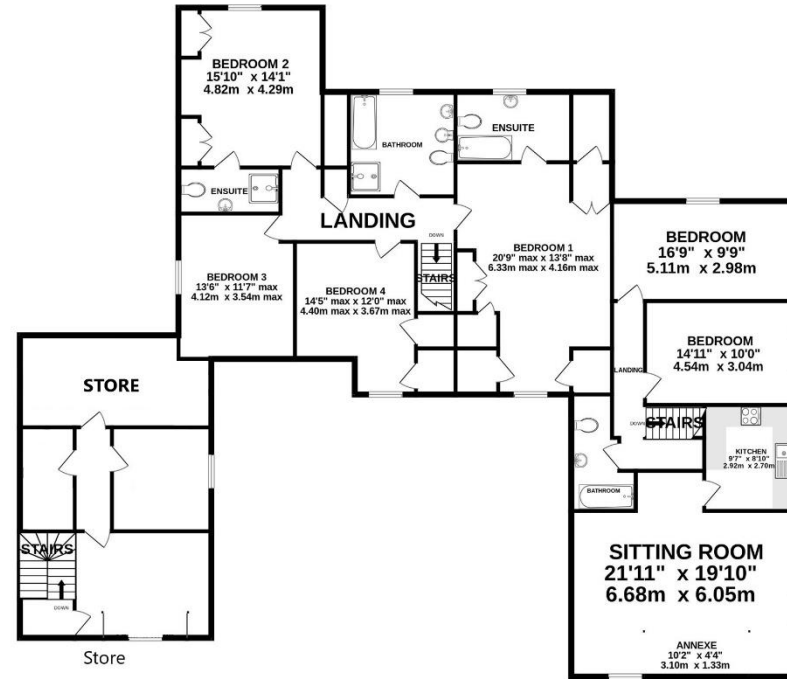 BEDROOM 2
15'10" x 14'1"
4.82m x 4.29m
BATHROOM
ENSUITE
ENSUITE
LANDING
DOWN
STAIRS
BEDROOM 1
20'9" max x 13'8" max
6.33m max x 4.16m max
BEDROOM
16'9" x 9'9"
5.11m x 2.98m
BEDROOM 3
13'6" x 11'7" max
4.12m x 3.54m max
BEDROOM 4
14'5" max x 12'0" max
4.40m max x 3.67m max
BEDROOM
14'11" x 10'0"
4.54m x 3.04m
LANDING
STORE
DOWN
STAIRS
KITCHEN
9'7" x 8'10"
2.92m x 2.70m
BATHROOM
STAIRS
DOWN
SITTING ROOM
21'11" x 19'10"
6.68m x 6.05m
ANNEXE
10'2" x 4'4"
3.10m x 1.33m
Store